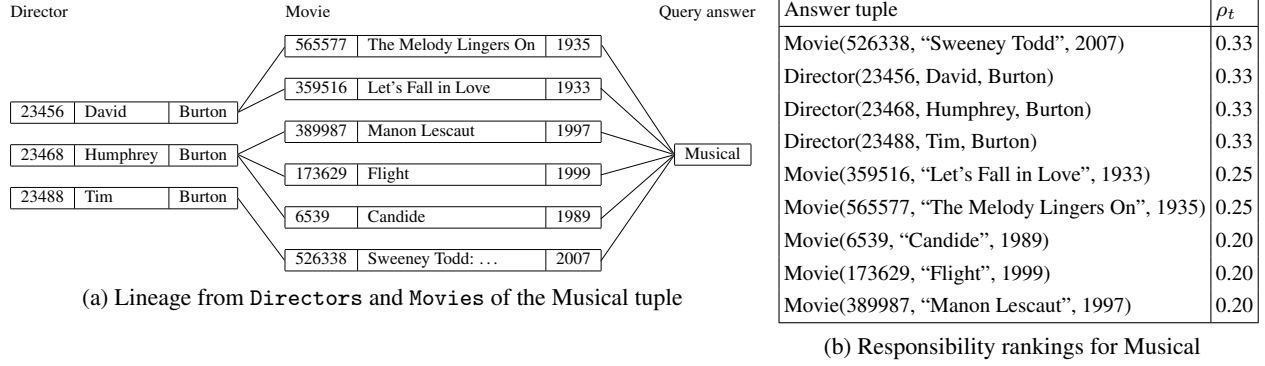 Director Movie Query answer
565577 The Melody Lingers On 1935
359516 Let's Fall in Love 1933
23456 David Burton
389987 Manon Lescaut 1997
23468 Humphrey Burton
Musical
173629 Flight 1999
23488 Tim Burton
6539 Candide 1989
526338 Sweeney Todd: . . . 2007
(a) Lineage from Directors and Movies of the Musical tuple
Answer tuple ρt
Movie(526338, “Sweeney Todd”, 2007) 0.33
Director(23456, David, Burton) 0.33
Director(23468, Humphrey, Burton) 0.33
Director(23488, Tim, Burton) 0.33
Movie(359516, “Let’s Fall in Love”, 1933) 0.25
Movie(565577, “The Melody Lingers On”, 1935) 0.25
Movie(6539, “Candide”, 1989) 0.20
Movie(173629, “Flight”, 1999) 0.20
Movie(389987, “Manon Lescaut”, 1997) 0.20
(b) Responsibility rankings for Musical